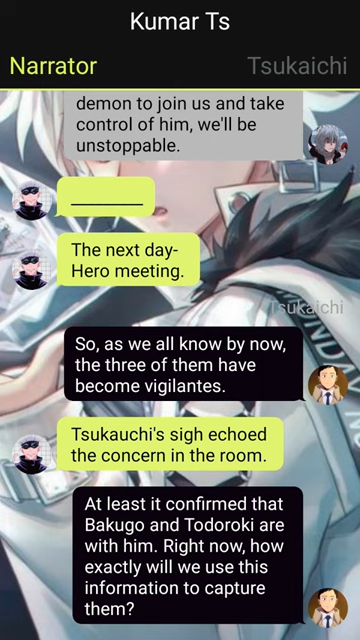 Kumar Ts
Narrator
Tsukaichi
demon to join us and take
control of him, we'll be
unstoppable.
__________
The next day-
Hero meeting.
Tsukaichi
So, as we all know by now,
the three of them have
become vigilantes.
Tsukauchi's sigh echoed
the concern in the room.
At least it confirmed that
Bakugo and Todoroki are
with him. Right now, how
exactly will we use this
information to capture
them?